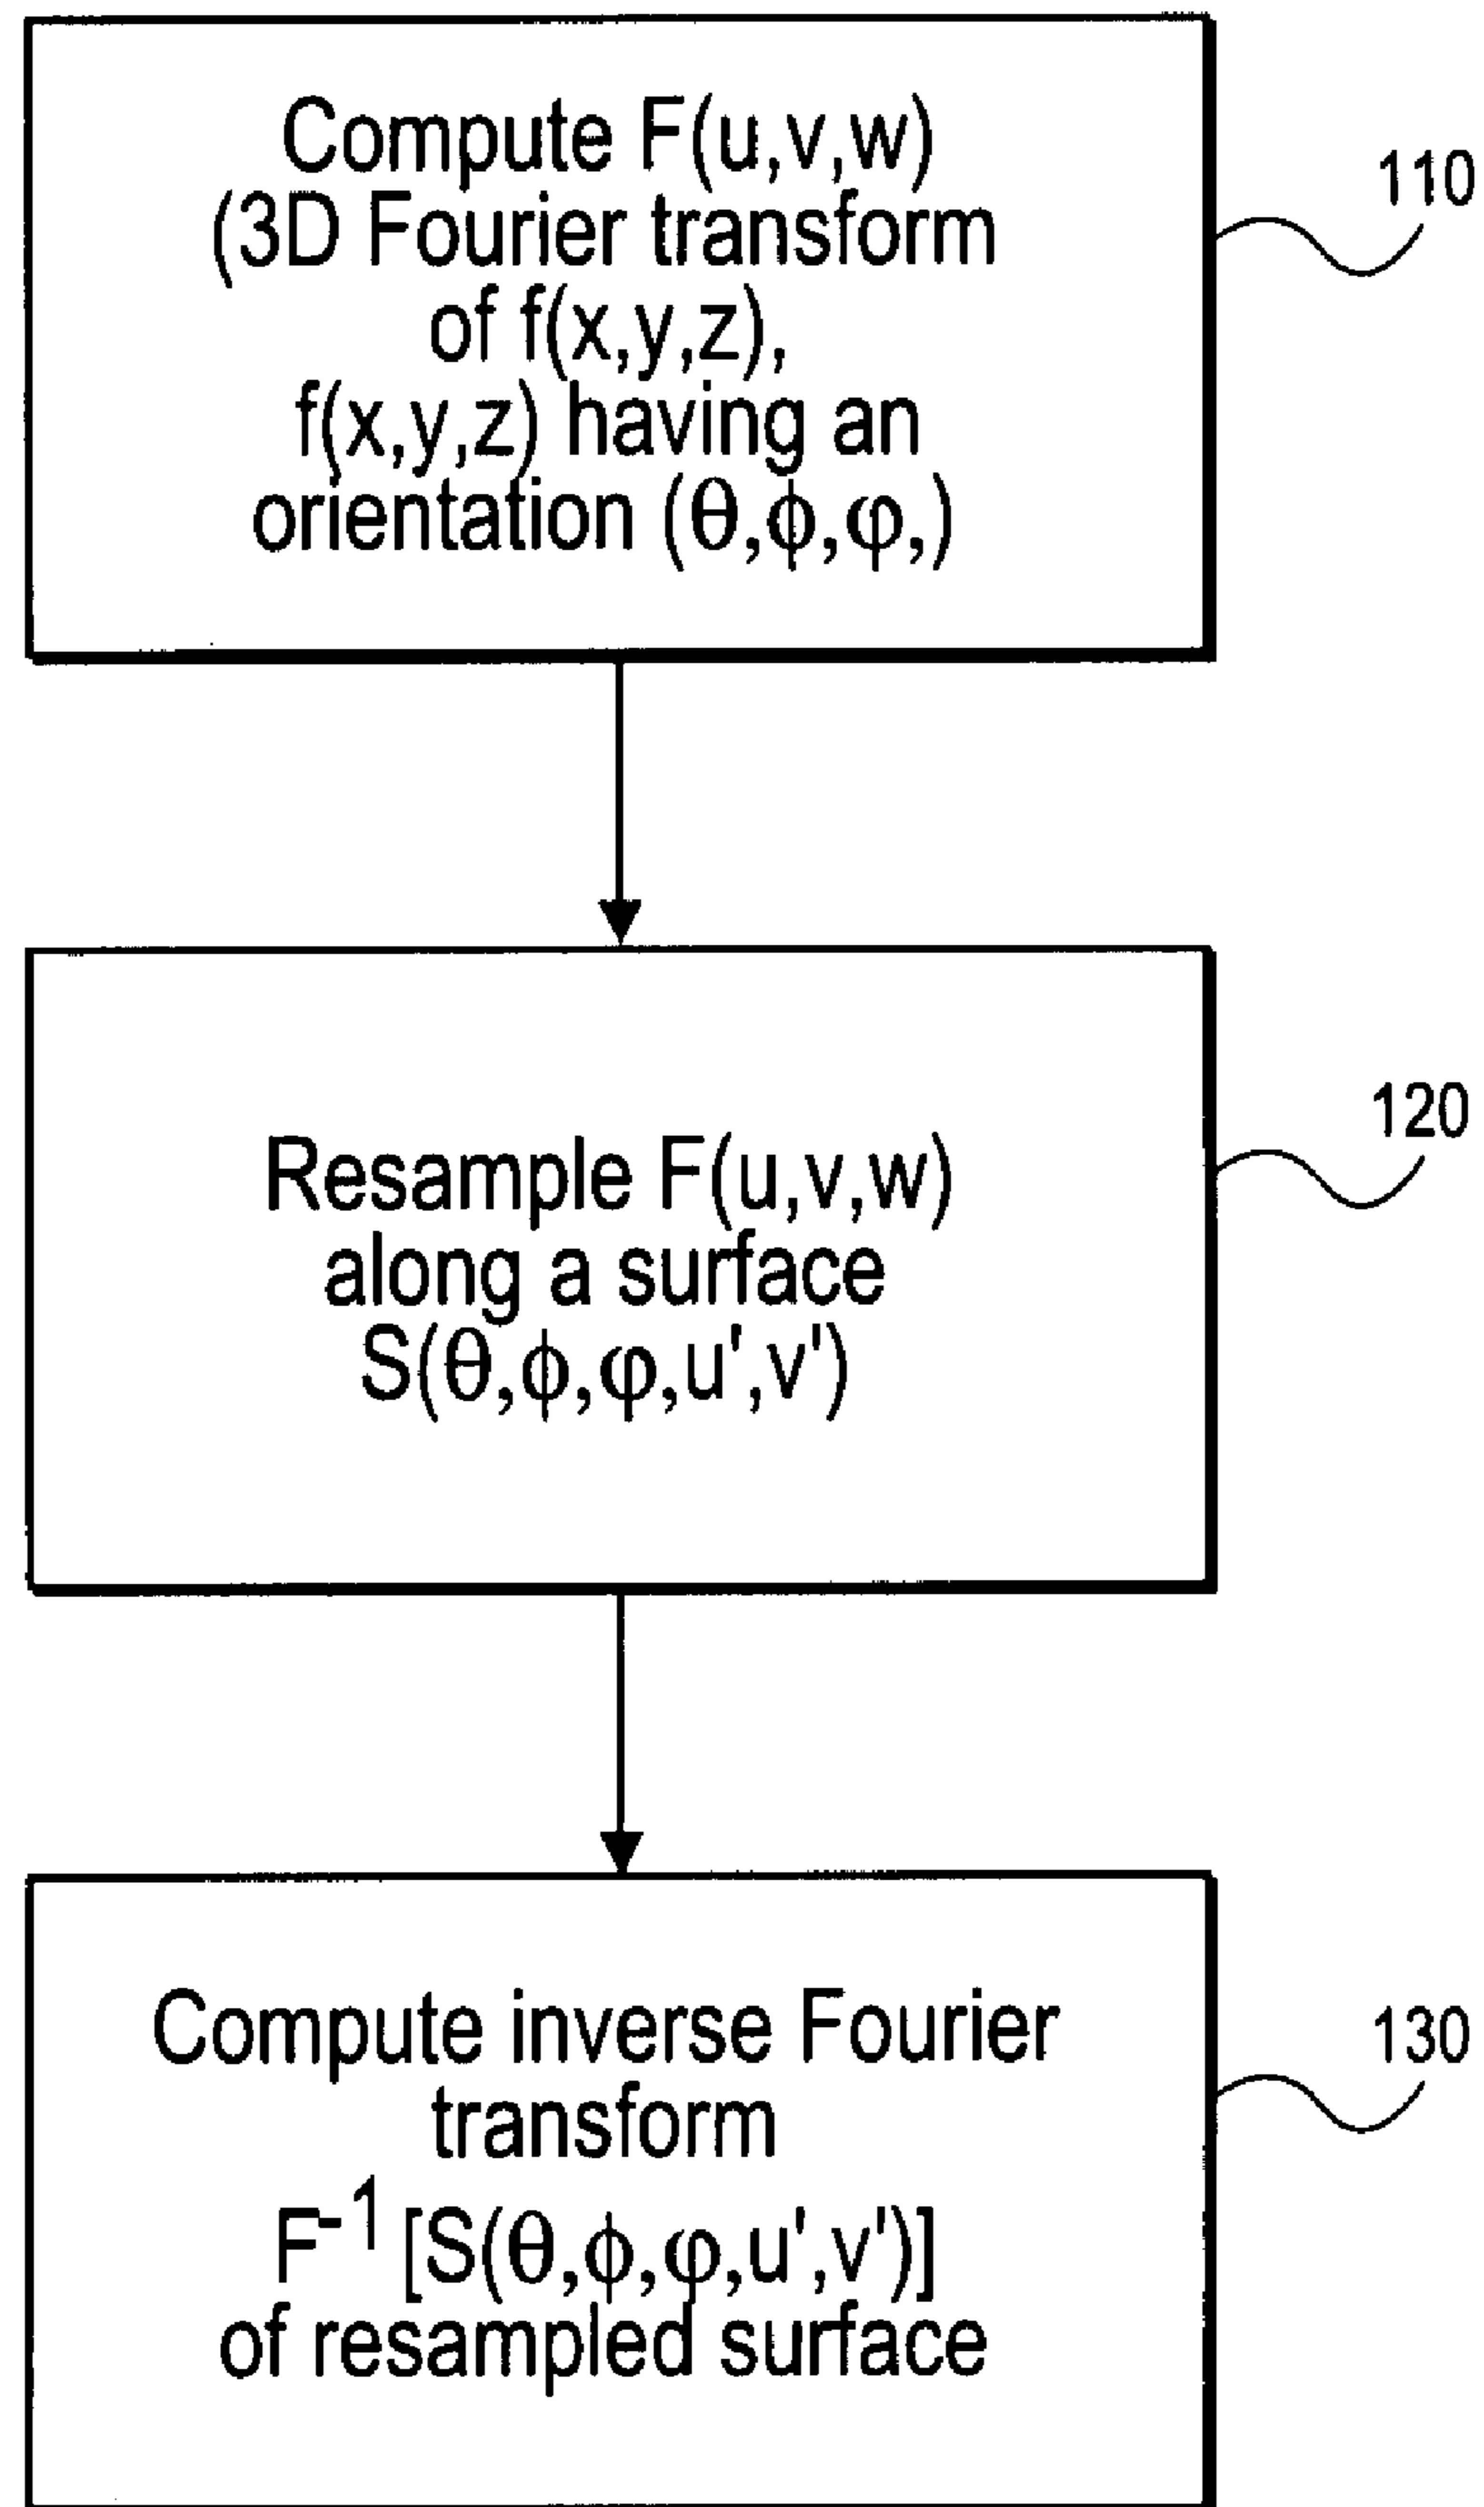 Compute F(u,v,w)
(3D Fourier transform
of f(x,y,z),
f(x,y,z) having an
orientation (θ,ϕ,φ,)
110
Resample F(u,v,w)
along a surface
S(θ,ϕ,φ,u',v')
120
Compute inverse Fourier
transform
F⁻¹ [S(θ,ϕ,φ,u',v')]
of resampled surface
130